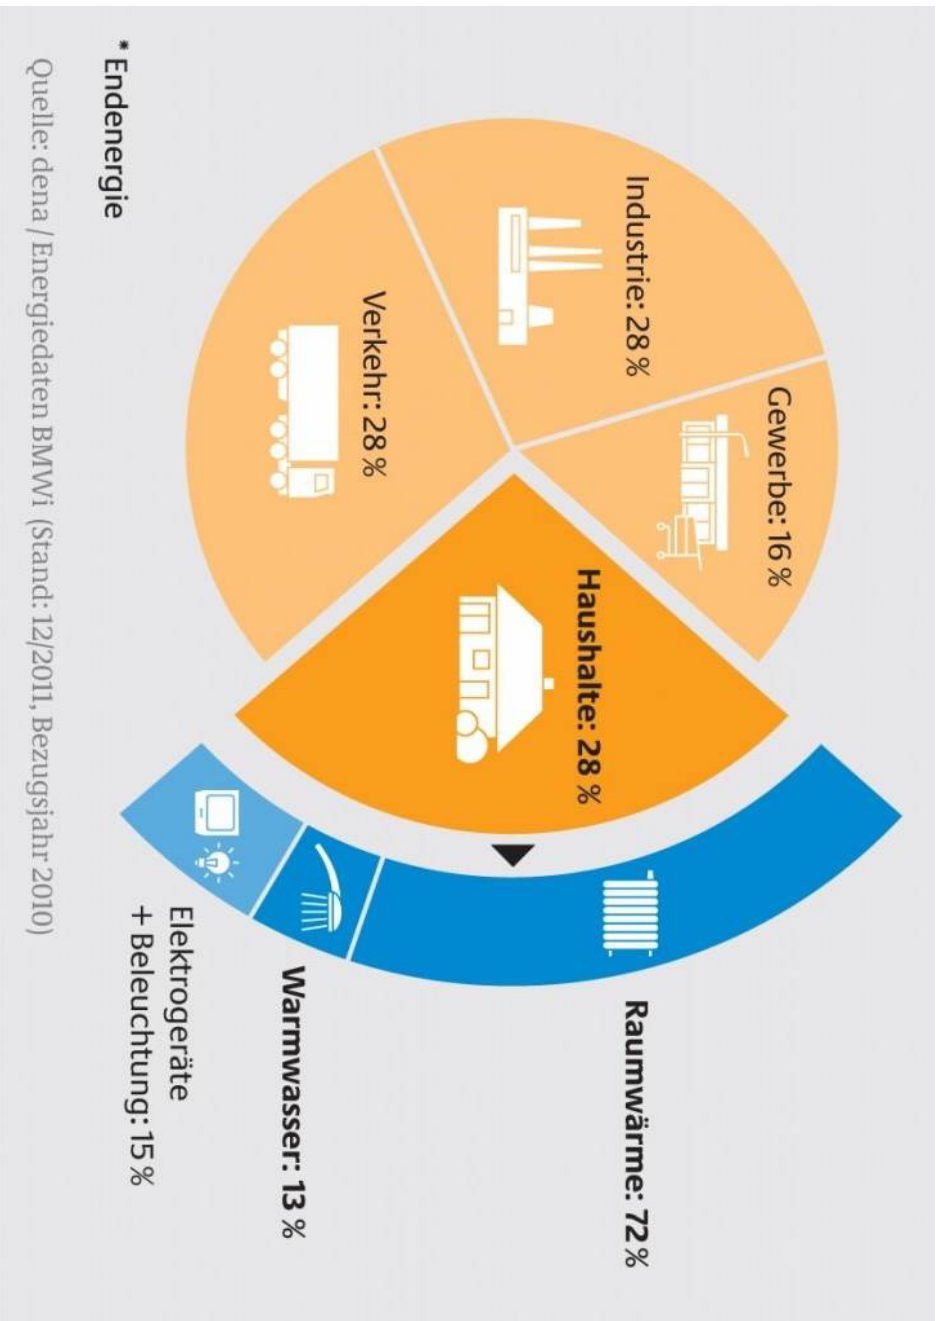 Industrie: 28 %
Gewerbe: 16 %
Verkehr: 28 %
Haushalte: 28 %
Raumwärme: 72 %
Warmwasser: 13 %
Elektrogeräte
+ Beleuchtung: 15 %
* Endenergie
Quelle: dena / Energiedaten BMWi (Stand: 12/2011, Bezugsjahr 2010)